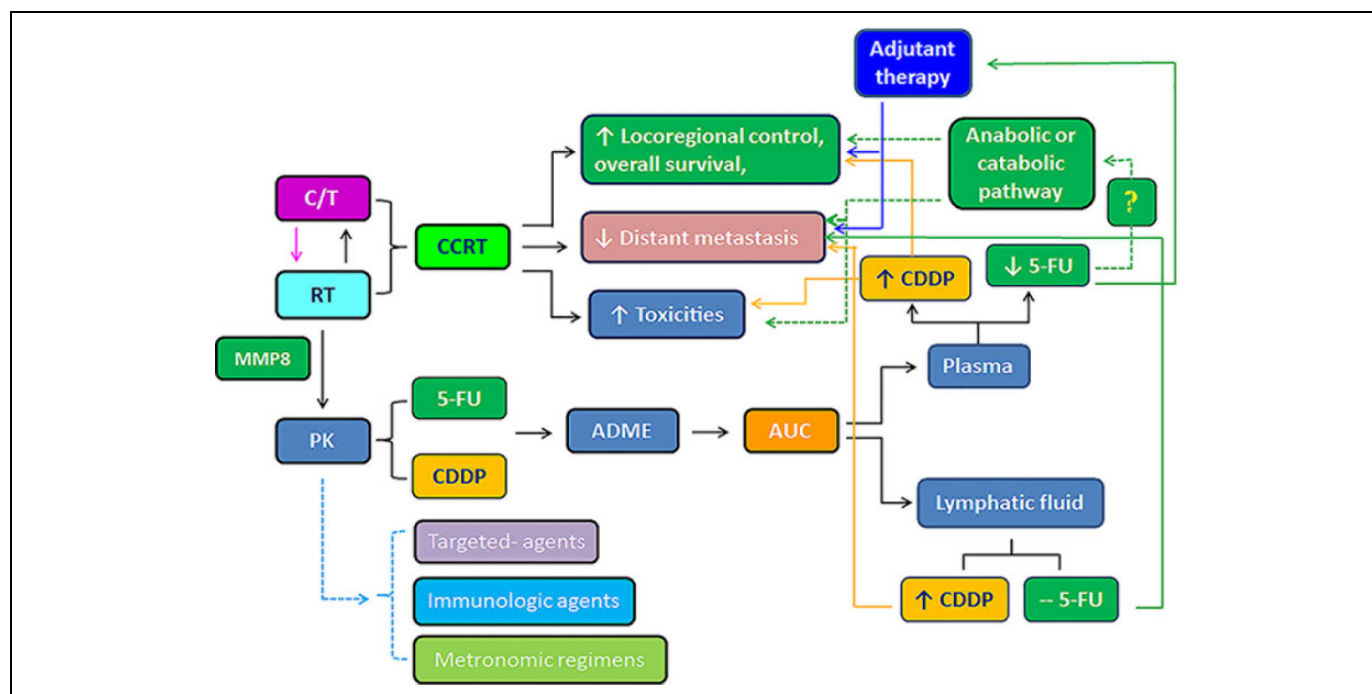 Adjutant
therapy
↑ Locoregional control,
overall survival,
Anabolic or
catabolic
pathway
C/T
?
CCRT
↓ Distant metastasis
RT
↑ CDDP
↓ 5-FU
↑ Toxicities
MMP8
Plasma
5-FU
PK
ADME
AUC
CDDP
Lymphatic fluid
Targeted- agents
Immunologic agents
↑ CDDP
-- 5-FU
Metronomic regimens